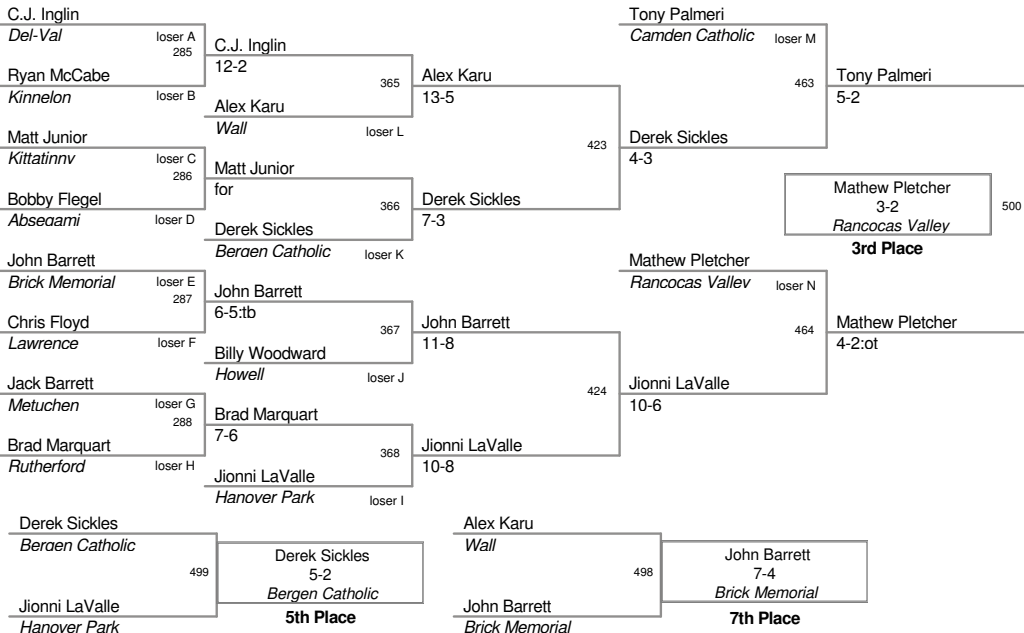 C.J. Inglin
Del-Val
loser A
285
Ryan McCabe
Kinnelon
loser B
Matt Junior
Kittatinny
loser C
286
Bobby Flegel
Absegami
loser D
John Barrett
Brick Memorial
loser E
287
Chris Floyd
Lawrence
loser F
Jack Barrett
Metuchen
loser G
288
Brad Marquart
Rutherford
loser H
C.J. Inglin
12-2
365
Alex Karu
Wall
loser L
Matt Junior
for
366
Derek Sickles
Bergen Catholic
loser K
John Barrett
6-5:tb
367
Billy Woodward
Howell
loser J
Brad Marquart
7-6
368
Jionni LaValle
Hanover Park
loser I
Alex Karu
13-5
423
Derek Sickles
7-3
John Barrett
11-8
424
Jionni LaValle
10-8
Tony Palmeri
Camden Catholic
loser M
463
Derek Sickles
4-3
Mathew Pletcher
Rancocas Valley
loser N
464
Jionni LaValle
10-6
Tony Palmeri
5-2
Mathew Pletcher
3-2
Rancocas Valley
500
3rd Place
Mathew Pletcher
4-2:ot
Derek Sickles
Bergen Catholic
499
Jionni LaValle
Hanover Park
Derek Sickles
5-2
Bergen Catholic
5th Place
Alex Karu
Wall
498
John Barrett
Brick Memorial
John Barrett
7-4
Brick Memorial
7th Place